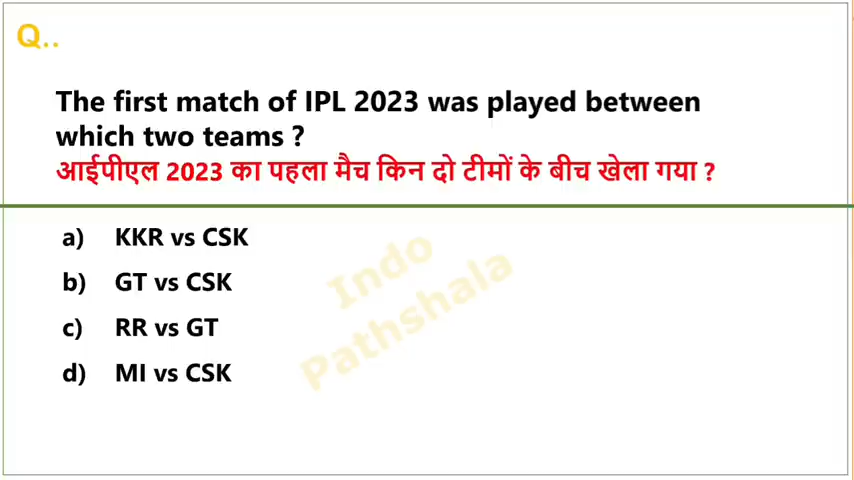 Q..
The first match of IPL 2023 was played between
which two teams ?
आईपीएल 2023 का पहला मैच किन दो टीमों के बीच खेला गया ?
a) KKR vs CSK
b) GT vs CSK
c) RR vs GT
d) MI vs CSK
Indo
Pathshala